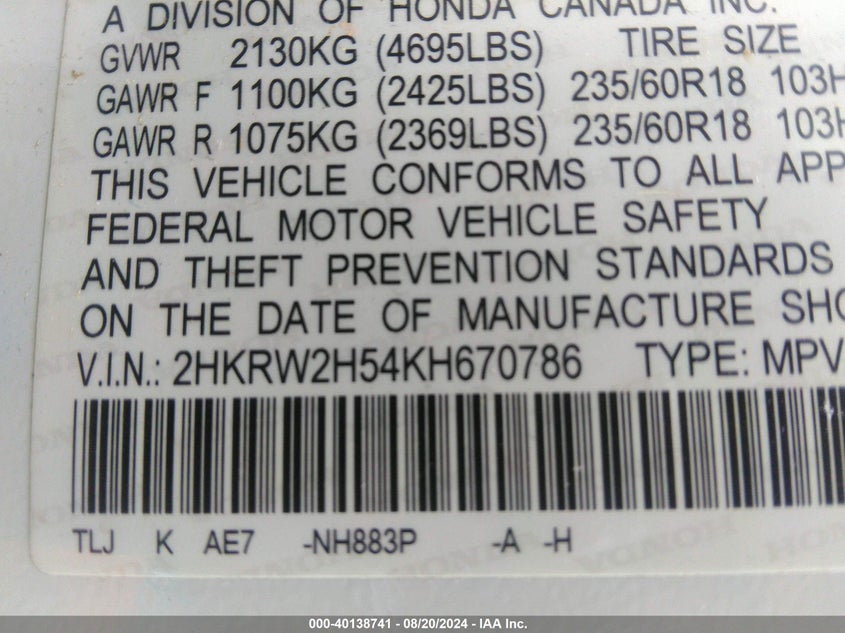 A DIVISION OF HONDA CANADA INC.
GVWR 2130KG (4695LBS) TIRE SIZE
GAWR F 1100KG (2425LBS) 235/60R18 103H
GAWR R 1075KG (2369LBS) 235/60R18 103H
THIS VEHICLE CONFORMS TO ALL APP
FEDERAL MOTOR VEHICLE SAFETY
AND THEFT PREVENTION STANDARDS
ON THE DATE OF MANUFACTURE SHO
V.I.N.: 2HKRW2H54KH670786 TYPE: MPV
TLJ K AE7 -NH883P -A -H
000-40138741 - 08/20/2024 - IAA Inc.